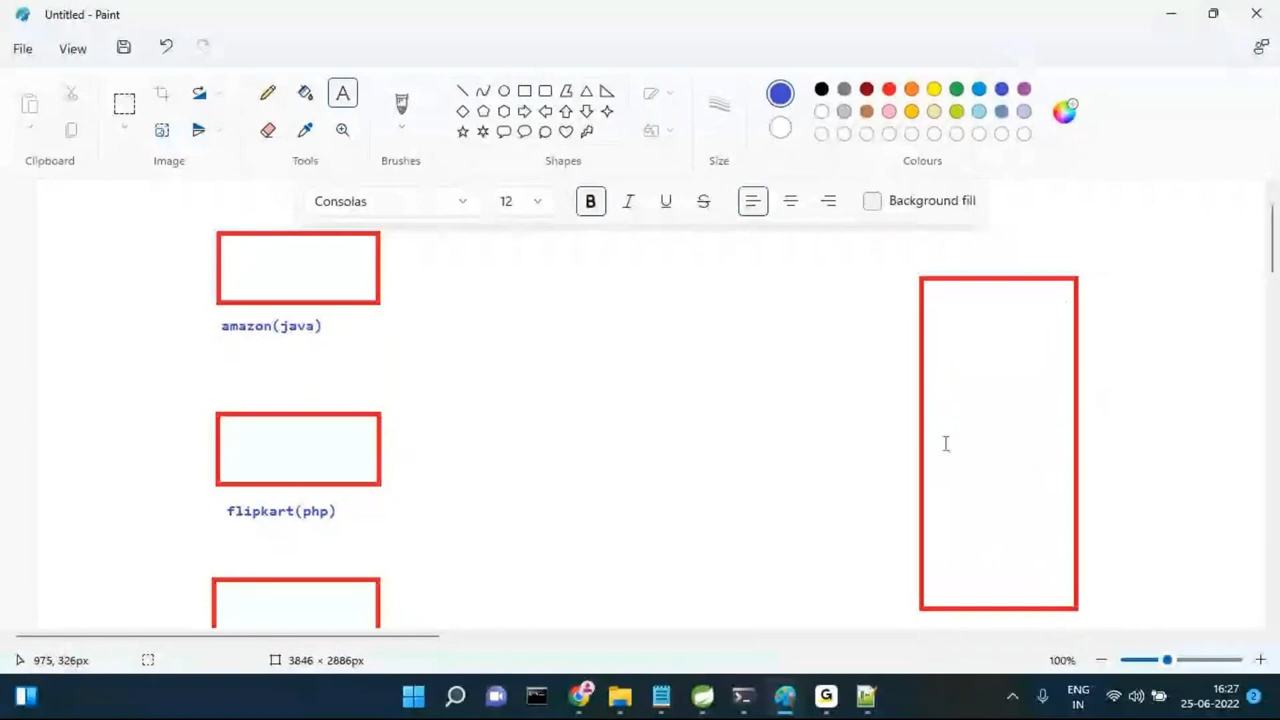 Untitled - Paint
File
View
Clipboard
Image
Tools
Brushes
Shapes
Size
Colours
Consolas
12
B
I
U
S
Background fill
amazon(java)
flipkart(php)
975, 326px
3846 × 2886px
100%
ENG
IN
16:27
25-06-2022
2